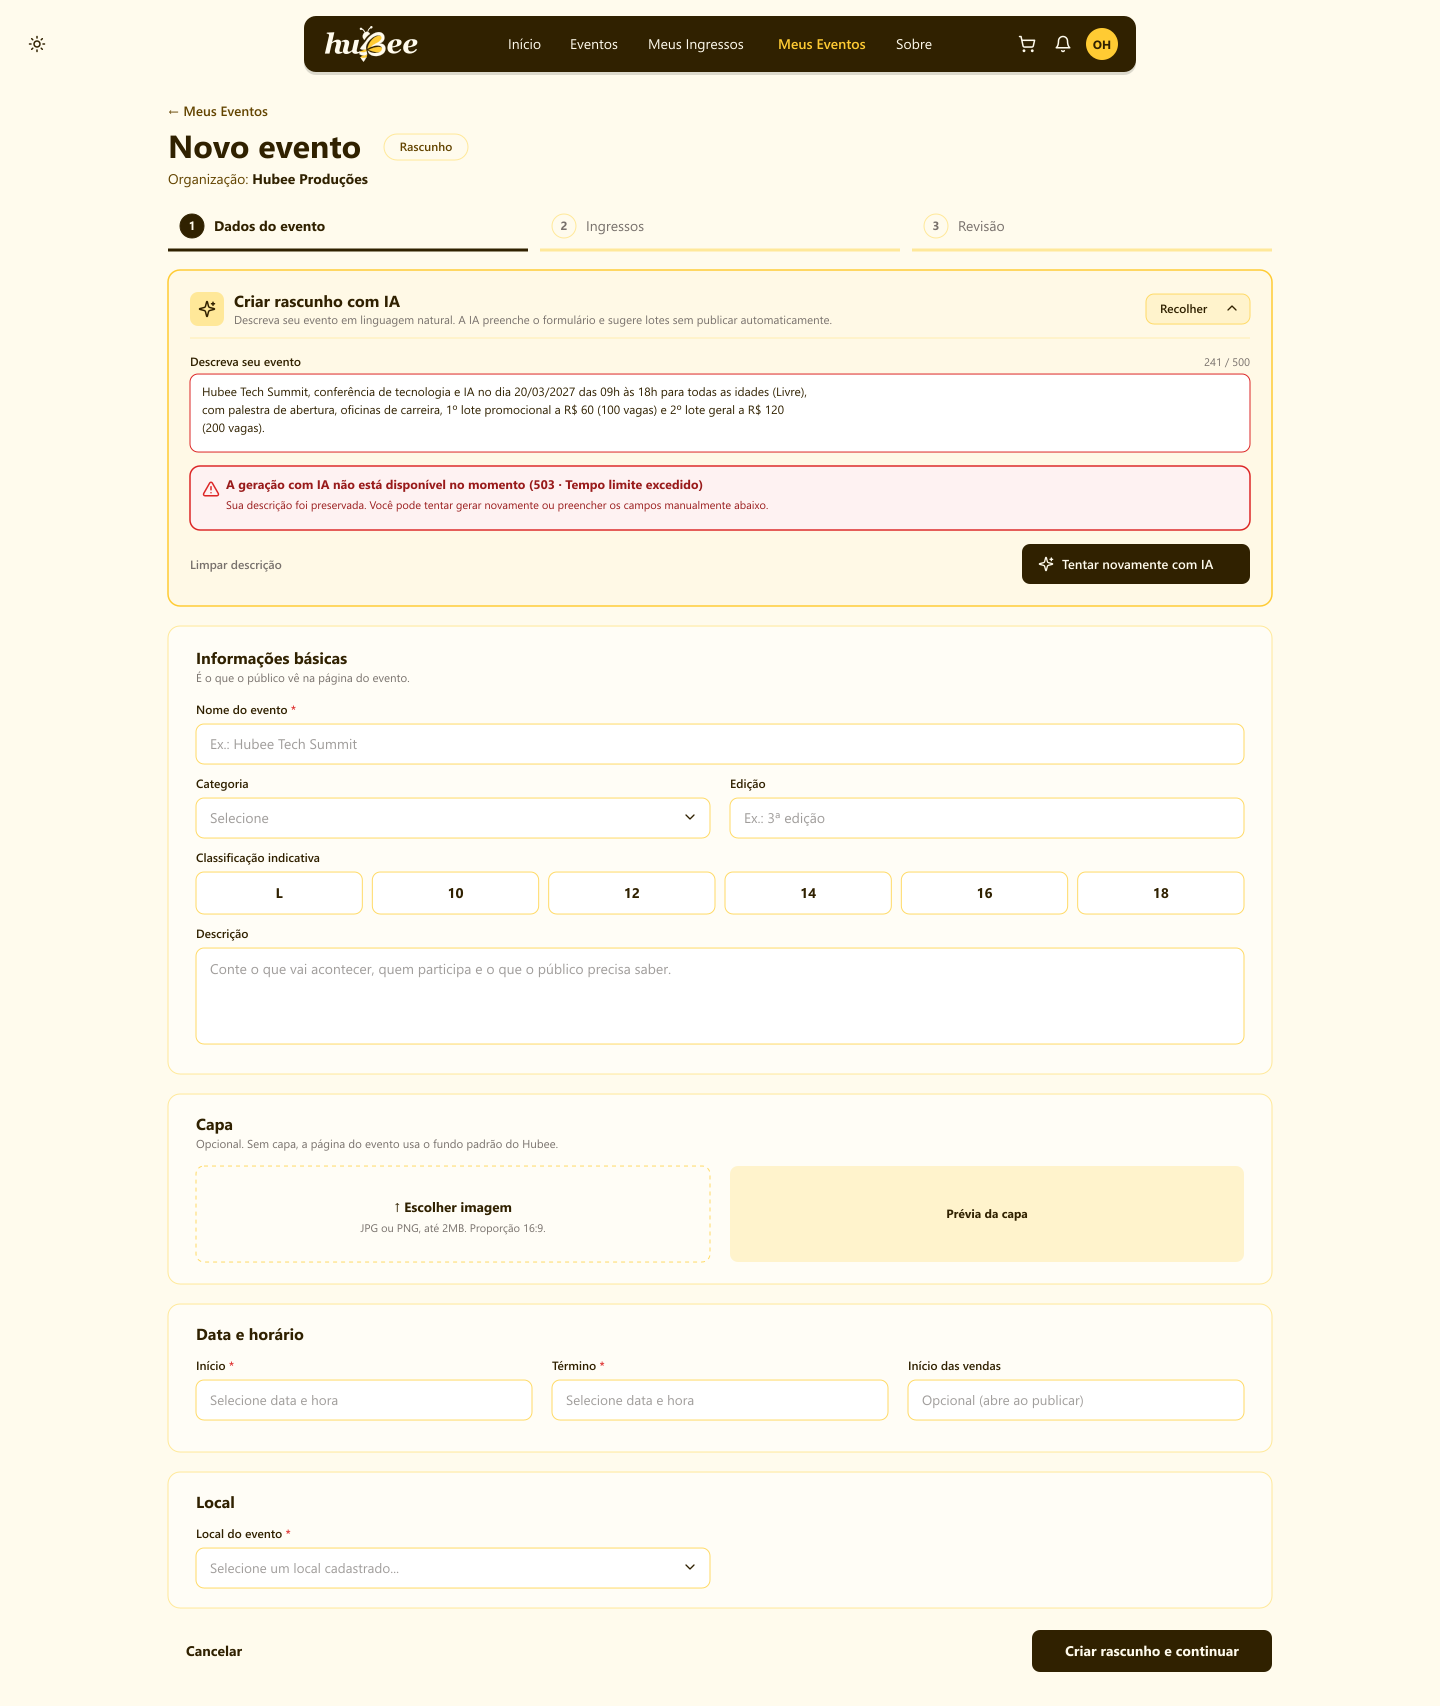 huBee
Início
Eventos
Meus Ingressos
Meus Eventos
Sobre
OH
← Meus Eventos
Novo evento
Rascunho
Organização: Hubee Produções
1 Dados do evento
2 Ingressos
3 Revisão
Criar rascunho com IA
Descreva seu evento em linguagem natural. A IA preenche o formulário e sugere lotes sem publicar automaticamente.
Recolher
Descreva seu evento
241 / 500
Hubee Tech Summit, conferência de tecnologia e IA no dia 20/03/2027 das 09h às 18h para todas as idades (Livre),
com palestra de abertura, oficinas de carreira, 1º lote promocional a R$ 60 (100 vagas) e 2º lote geral a R$ 120
(200 vagas).
A geração com IA não está disponível no momento (503 · Tempo limite excedido)
Sua descrição foi preservada. Você pode tentar gerar novamente ou preencher os campos manualmente abaixo.
Limpar descrição
Tentar novamente com IA
Informações básicas
É o que o público vê na página do evento.
Nome do evento *
Ex.: Hubee Tech Summit
Categoria
Edição
Selecione
Ex.: 3ª edição
Classificação indicativa
L
10
12
14
16
18
Descrição
Conte o que vai acontecer, quem participa e o que o público precisa saber.
Capa
Opcional. Sem capa, a página do evento usa o fundo padrão do Hubee.
↑ Escolher imagem
JPG ou PNG, até 2MB. Proporção 16:9.
Prévia da capa
Data e horário
Início *
Término *
Início das vendas
Selecione data e hora
Selecione data e hora
Opcional (abre ao publicar)
Local
Local do evento *
Selecione um local cadastrado...
Cancelar
Criar rascunho e continuar